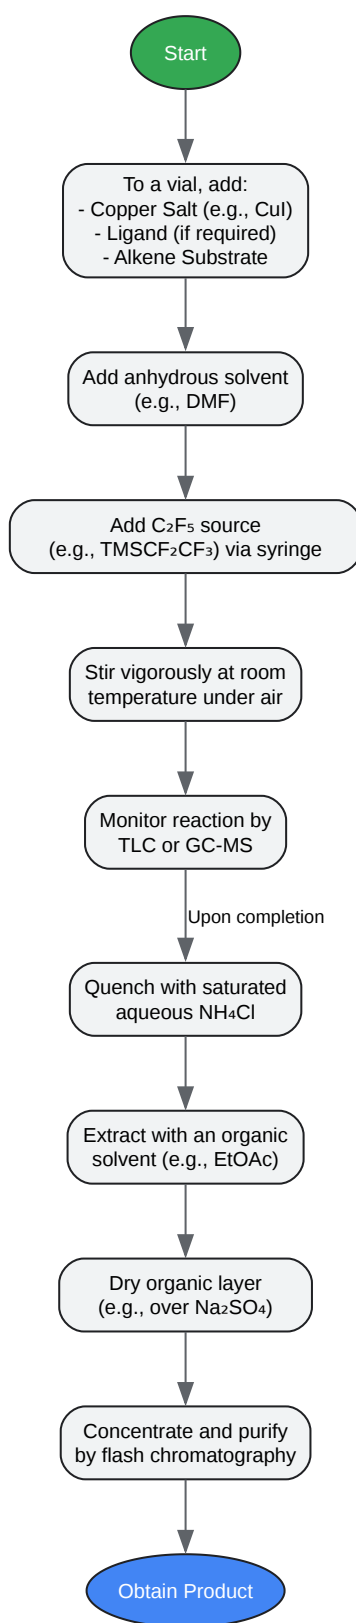 Start
To a vial, add:
- Copper Salt (e.g., CuI)
- Ligand (if required)
- Alkene Substrate
Add anhydrous solvent
(e.g., DMF)
Add C₂F₅ source
(e.g., TMSCF₂CF₃) via syringe
Stir vigorously at room
temperature under air
Monitor reaction by
TLC or GC-MS
Upon completion
Quench with saturated
aqueous NH₄Cl
Extract with an organic
solvent (e.g., EtOAc)
Dry organic layer
(e.g., over Na₂SO₄)
Concentrate and purify
by flash chromatography
Obtain Product